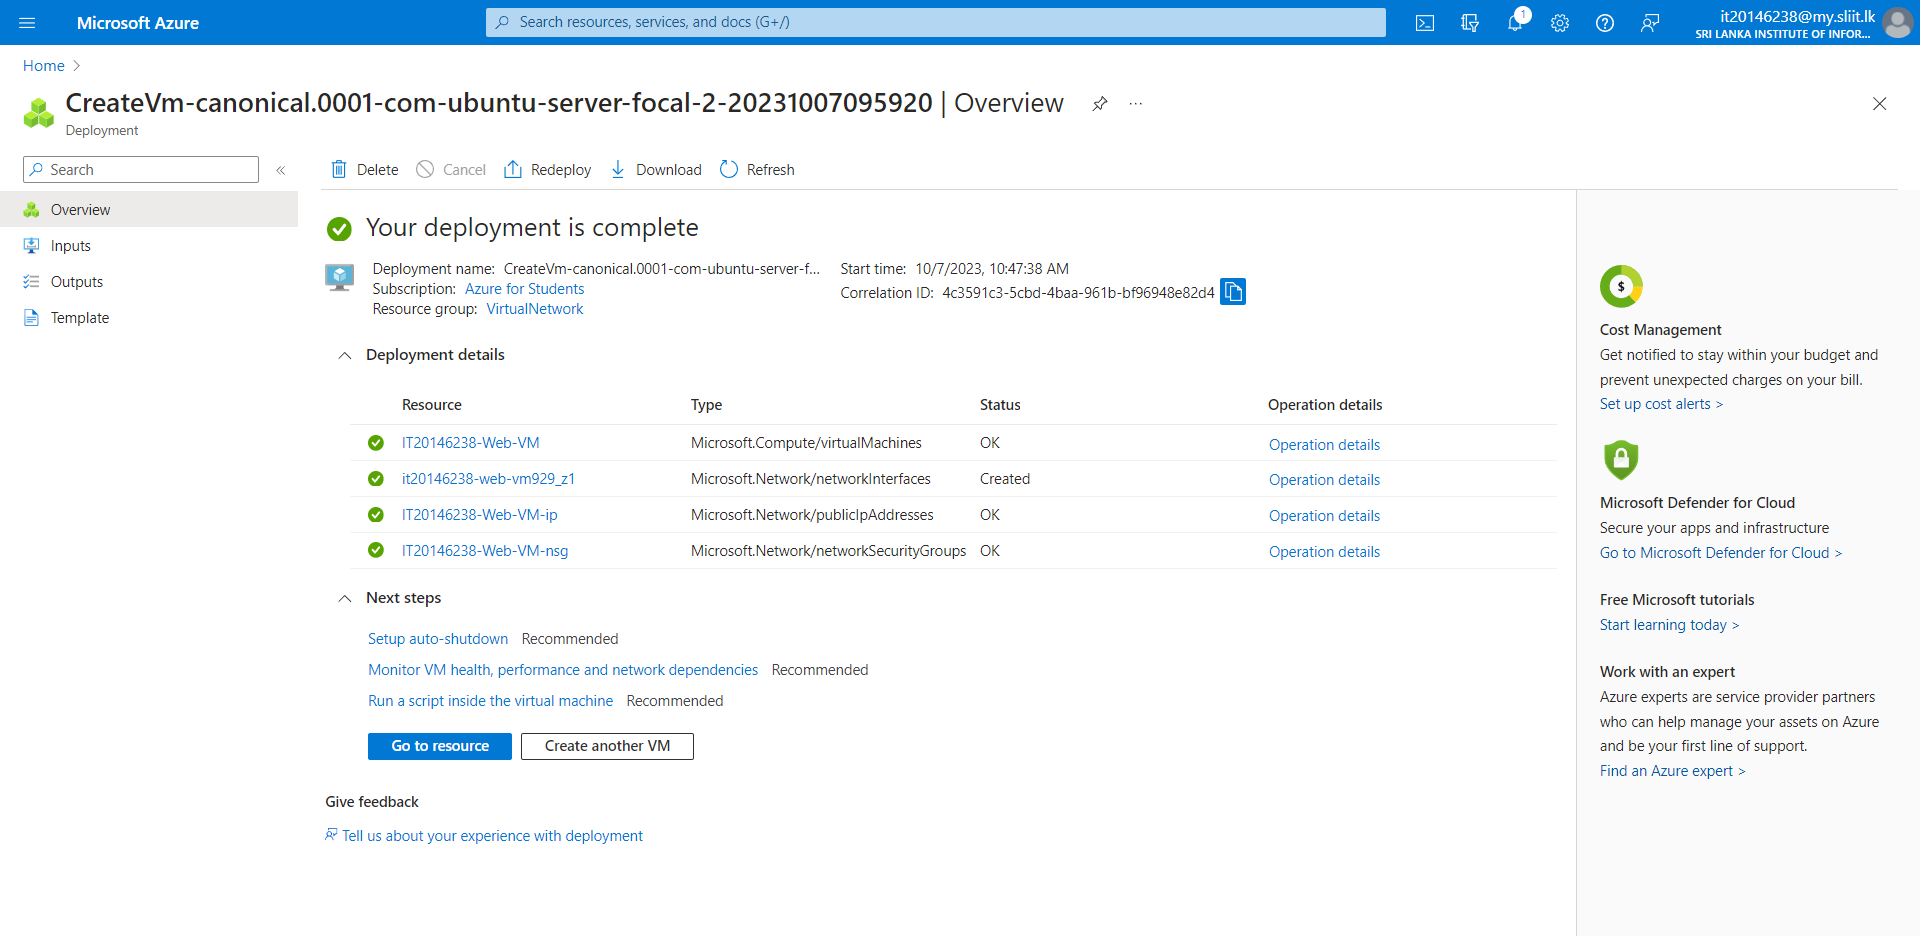 Microsoft Azure
Search resources, services, and docs (G+/)
1
it20146238@my.sliit.lk
SRI LANKA INSTITUTE OF INFOR...
Home
CreateVm-canonical.0001-com-ubuntu-server-focal-2-20231007095920 | Overview
Deployment
Search
Overview
Inputs
Outputs
Template
Delete
Cancel
Redeploy
Download
Refresh
Your deployment is complete
Deployment name: CreateVm-canonical.0001-com-ubuntu-server-f...
Subscription: Azure for Students
Resource group: VirtualNetwork
Start time: 10/7/2023, 10:47:38 AM
Correlation ID: 4c3591c3-5cbd-4baa-961b-bf96948e82d4
Deployment details
Resource Type Status Operation details
IT20146238-Web-VM Microsoft.Compute/virtualMachines OK Operation details
it20146238-web-vm929_z1 Microsoft.Network/networkInterfaces Created Operation details
IT20146238-Web-VM-ip Microsoft.Network/publicIpAddresses OK Operation details
IT20146238-Web-VM-nsg Microsoft.Network/networkSecurityGroups OK Operation details
Next steps
Setup auto-shutdown Recommended
Monitor VM health, performance and network dependencies Recommended
Run a script inside the virtual machine Recommended
Go to resource
Create another VM
Give feedback
Tell us about your experience with deployment
$
Cost Management
Get notified to stay within your budget and
prevent unexpected charges on your bill.
Set up cost alerts >
Microsoft Defender for Cloud
Secure your apps and infrastructure
Go to Microsoft Defender for Cloud >
Free Microsoft tutorials
Start learning today >
Work with an expert
Azure experts are service provider partners
who can help manage your assets on Azure
and be your first line of support.
Find an Azure expert >